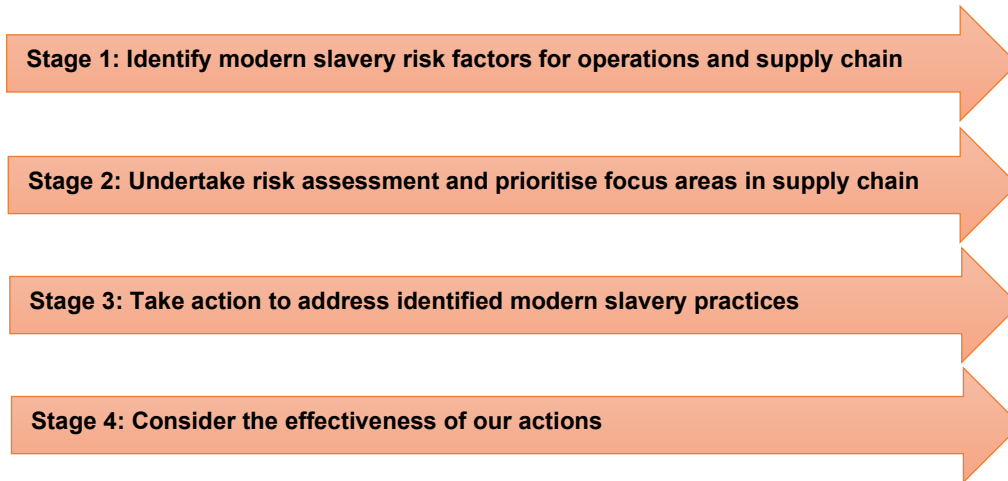 Stage 1: Identify modern slavery risk factors for operations and supply chain
Stage 2: Undertake risk assessment and prioritise focus areas in supply chain
Stage 3: Take action to address identified modern slavery practices
Stage 4: Consider the effectiveness of our actions